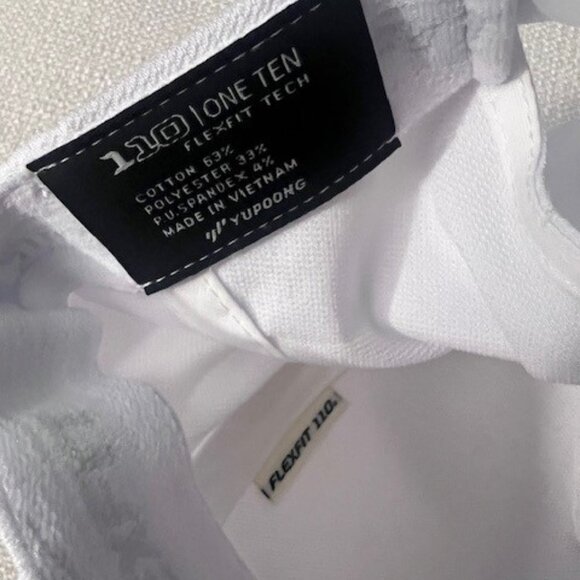 110 | ONE TEN
FLEXFIT TECH
COTTON 63%
POLYESTER 33%
P.U.SPANDEX 4%
MADE IN VIETNAM
YUPOONG
FLEXFIT 110.